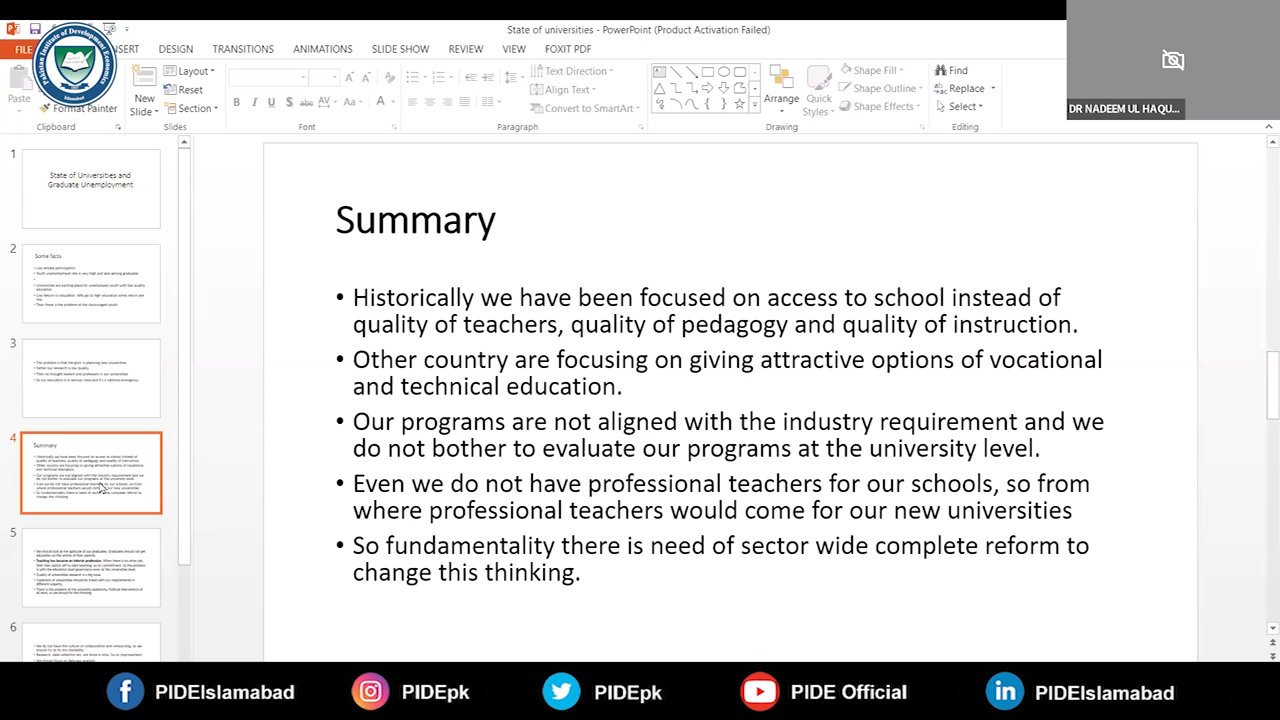 State of universities - PowerPoint (Product Activation Failed)
FILE
INSERT
DESIGN
TRANSITIONS
ANIMATIONS
SLIDE SHOW
REVIEW
VIEW
FOXIT PDF
Paste
Format Painter
Clipboard
New
Slide
Layout
Reset
Section
Slides
Font
Text Direction
Align Text
Convert to SmartArt
Paragraph
Arrange
Quick
Styles
Shape Fill
Shape Outline
Shape Effects
Drawing
Find
Replace
Select
Editing
DR NADEEM UL HAQU...
1
State of Universities and
Graduate Unemployment
2
Some facts
3
4
Summary
5
6
Summary
• Historically we have been focused on access to school instead of
quality of teachers, quality of pedagogy and quality of instruction.
• Other country are focusing on giving attractive options of vocational
and technical education.
• Our programs are not aligned with the industry requirement and we
do not bother to evaluate our programs at the university level.
• Even we do not have professional teachers for our schools, so from
where professional teachers would come for our new universities
• So fundamentality there is need of sector wide complete reform to
change this thinking.
PIDEIslamabad
PIDEpk
PIDEpk
PIDE Official
PIDEIslamabad